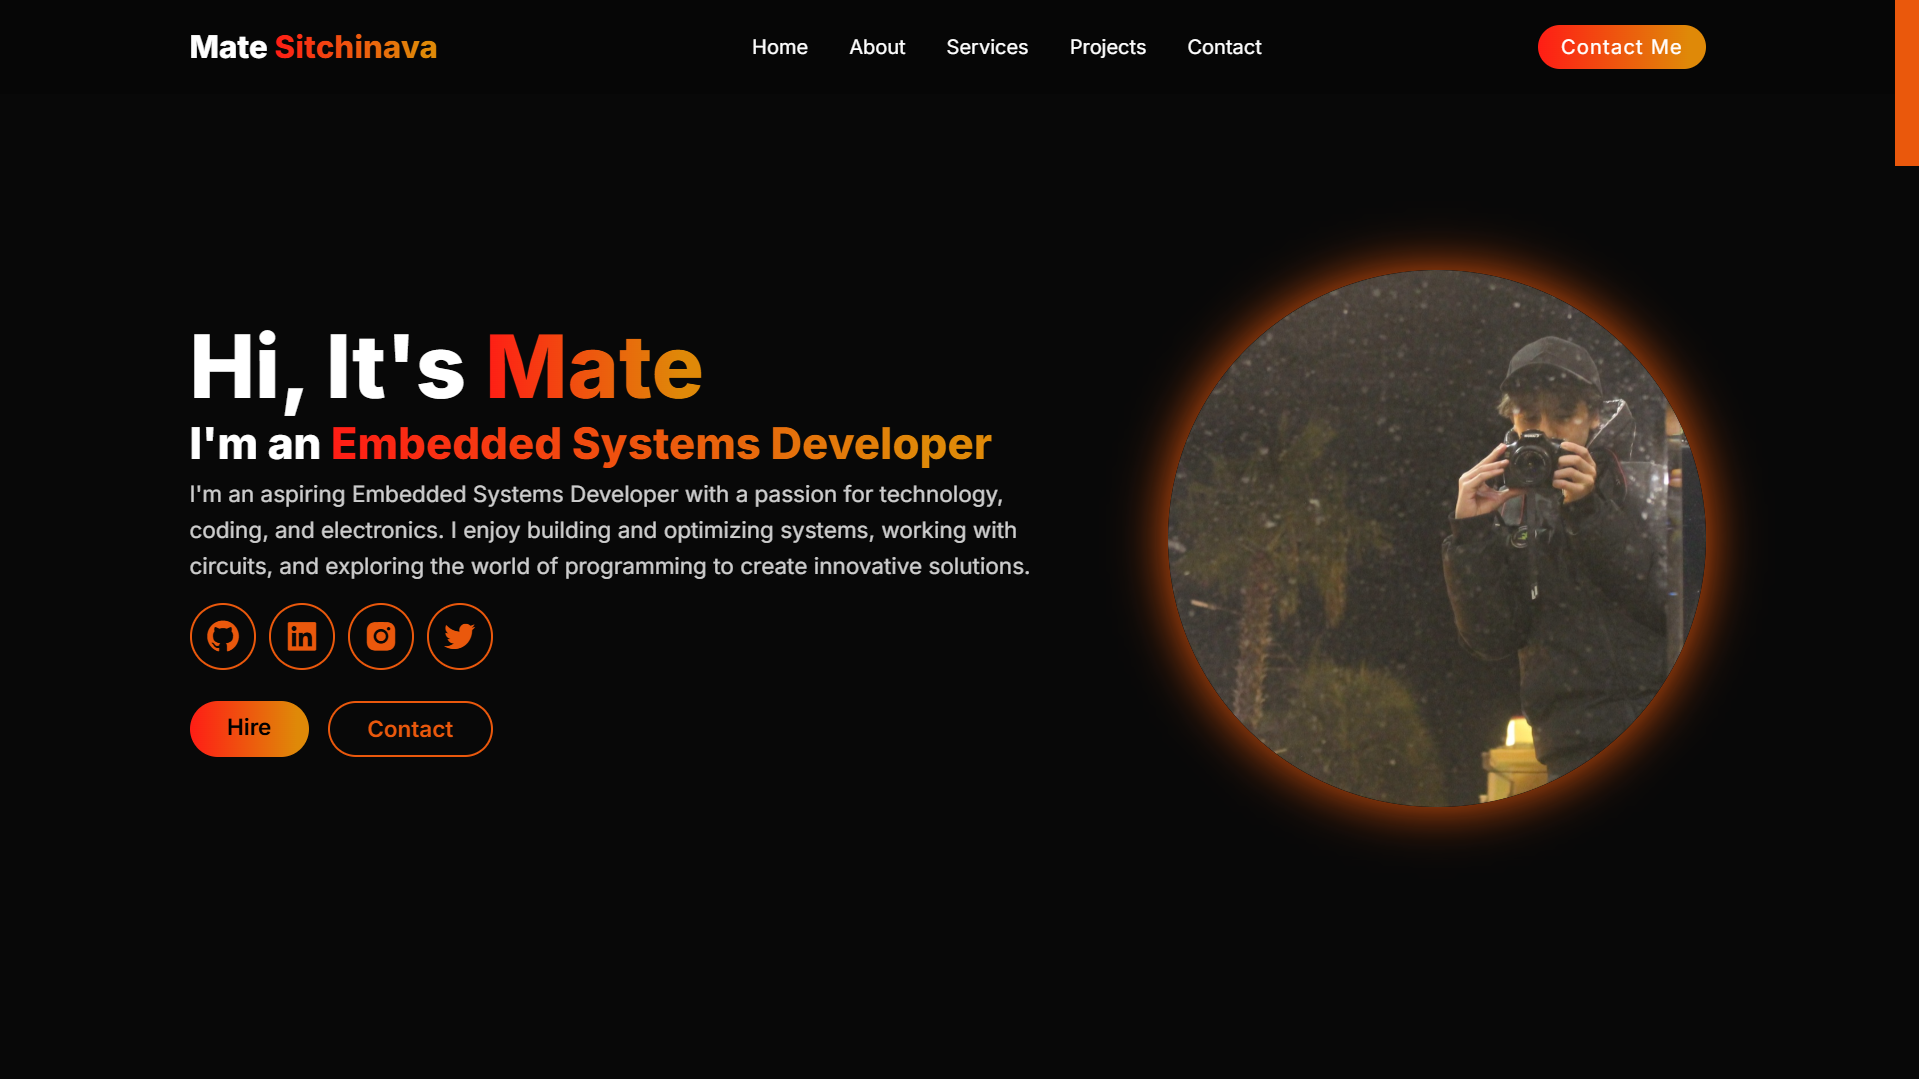 Mate Sitchinava
Home
About
Services
Projects
Contact
Contact Me
Hi, It's Mate
I'm an Embedded Systems Developer
I'm an aspiring Embedded Systems Developer with a passion for technology,
coding, and electronics. I enjoy building and optimizing systems, working with
circuits, and exploring the world of programming to create innovative solutions.
Hire
Contact